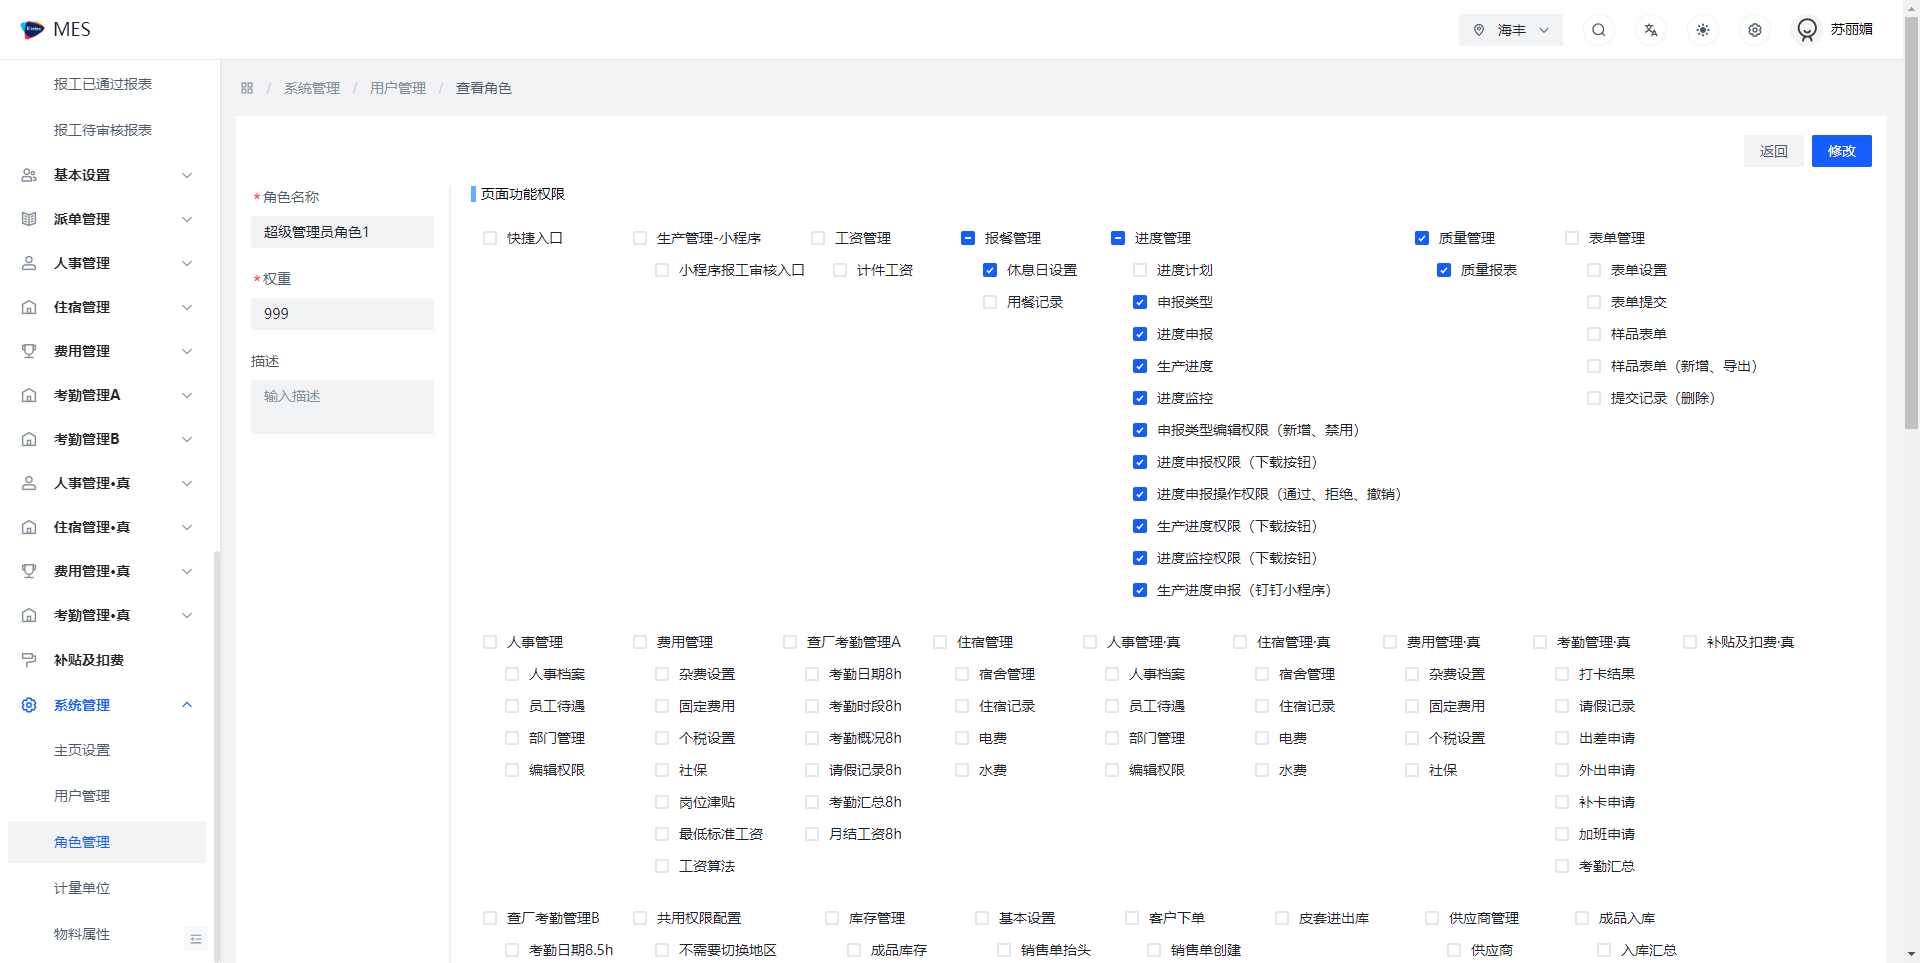 MES
海丰
苏丽媚
报工已通过报表
报工待审核报表
基本设置
派单管理
人事管理
住宿管理
费用管理
考勤管理A
考勤管理B
人事管理•真
住宿管理•真
费用管理•真
考勤管理•真
补贴及扣费
系统管理
主页设置
用户管理
角色管理
计量单位
物料属性
系统管理 / 用户管理 / 查看角色
返回 修改
*角色名称
超级管理员角色1
*权重
999
描述
输入描述
页面功能权限
快捷入口 生产管理-小程序 工资管理 报餐管理 进度管理 质量管理 表单管理
小程序报工审核入口 计件工资 休息日设置 进度计划 质量报表 表单设置
用餐记录 申报类型 表单提交
进度申报 样品表单
生产进度 样品表单（新增、导出）
进度监控 提交记录（删除）
申报类型编辑权限（新增、禁用）
进度申报权限（下载按钮）
进度申报操作权限（通过、拒绝、撤销）
生产进度权限（下载按钮）
进度监控权限（下载按钮）
生产进度申报（钉钉小程序）
人事管理 费用管理 查厂考勤管理A 住宿管理 人事管理·真 住宿管理·真 费用管理·真 考勤管理·真 补贴及扣费·真
人事档案 杂费设置 考勤日期8h 宿舍管理 人事档案 宿舍管理 杂费设置 打卡结果
员工待遇 固定费用 考勤时段8h 住宿记录 员工待遇 住宿记录 固定费用 请假记录
部门管理 个税设置 考勤概况8h 电费 部门管理 电费 个税设置 出差申请
编辑权限 社保 请假记录8h 水费 编辑权限 水费 社保 外出申请
岗位津贴 考勤汇总8h 补卡申请
最低标准工资 月结工资8h 加班申请
工资算法 考勤汇总
查厂考勤管理B 共用权限配置 库存管理 基本设置 客户下单 皮套进出库 供应商管理 成品入库
考勤日期8.5h 不需要切换地区 成品库存 销售单抬头 销售单创建 供应商 入库汇总